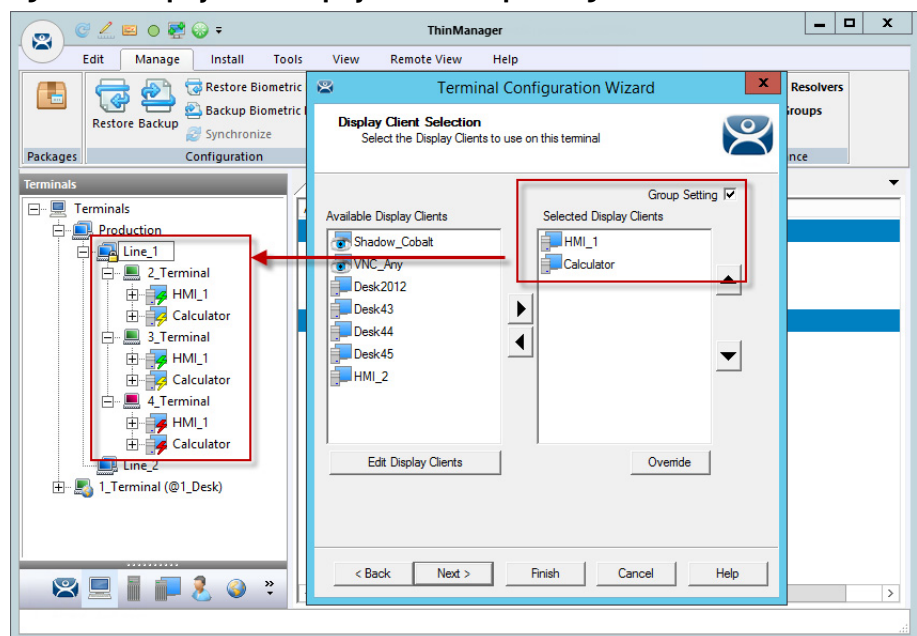 ThinManager
Edit Manage Install Tools View Remote View Help
Packages
Restore Backup
Restore Biometric
Backup Biometric
Synchronize
Configuration
Resolvers
Groups
Terminals
Terminals
Production
Line_1
2_Terminal
HMI_1
Calculator
3_Terminal
HMI_1
Calculator
4_Terminal
HMI_1
Calculator
Line_2
1_Terminal (@1_Desk)
Terminal Configuration Wizard
X
Display Client Selection
Select the Display Clients to use on this terminal
Group Setting
Available Display Clients
Shadow_Cobalt
VNC_Any
Desk2012
Desk43
Desk44
Desk45
HMI_2
Selected Display Clients
HMI_1
Calculator
Edit Display Clients
Override
< Back Next > Finish Cancel Help